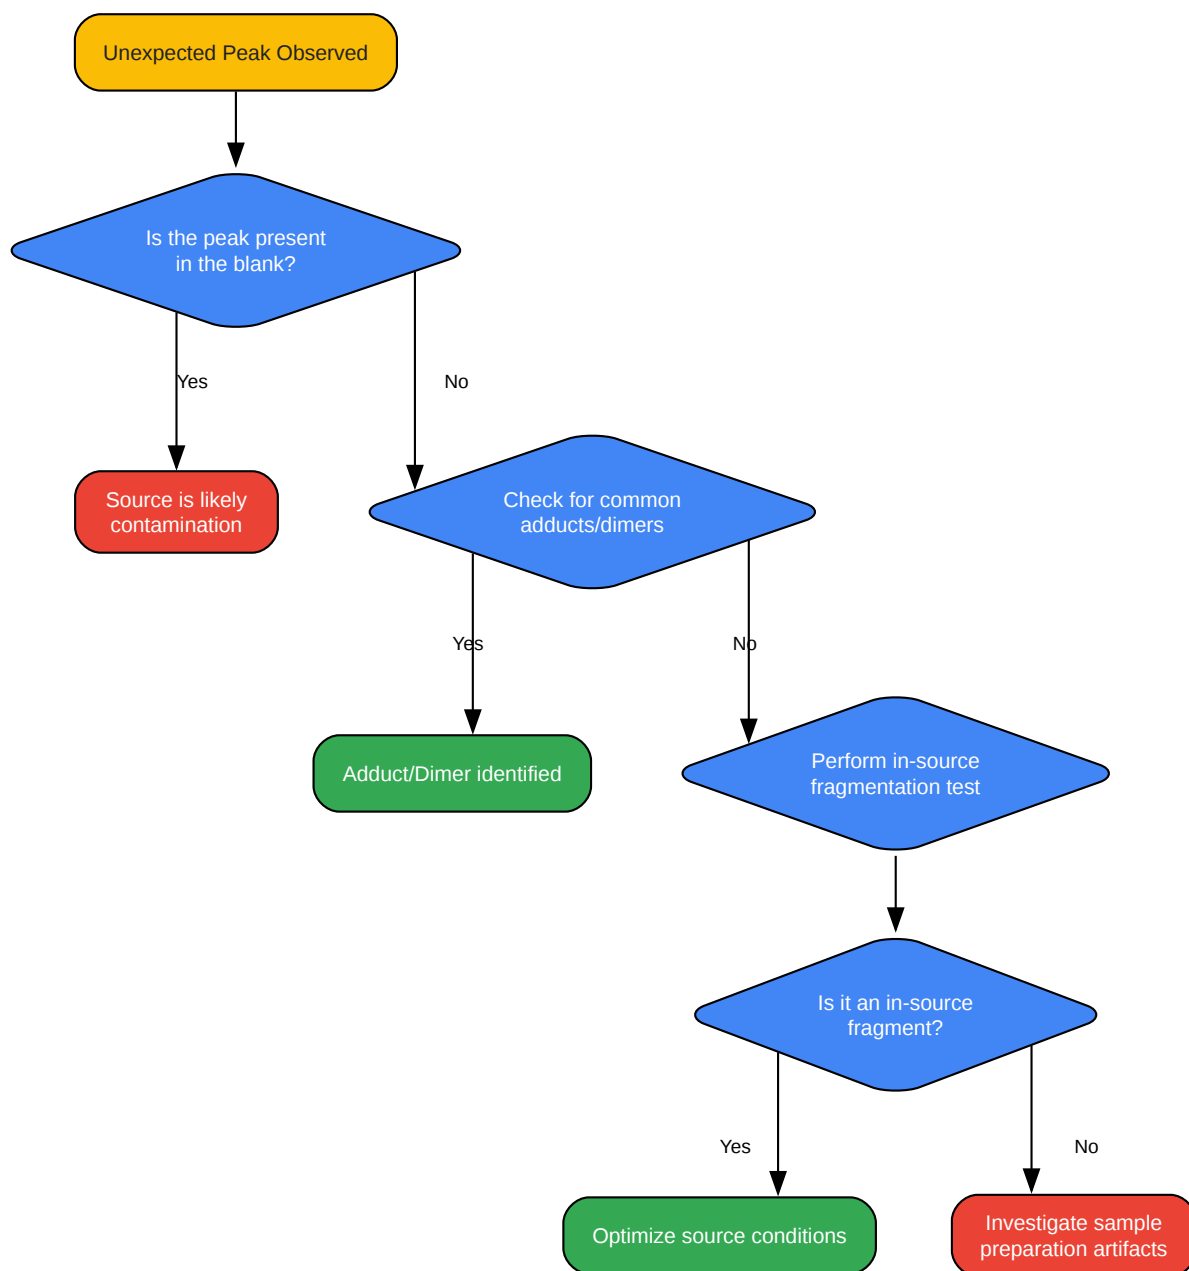 Unexpected Peak Observed
Is the peak present
in the blank?
Yes
No
Source is likely
contamination
Check for common
adducts/dimers
Yes
No
Adduct/Dimer identified
Perform in-source
fragmentation test
Is it an in-source
fragment?
Yes
No
Optimize source conditions
Investigate sample
preparation artifacts